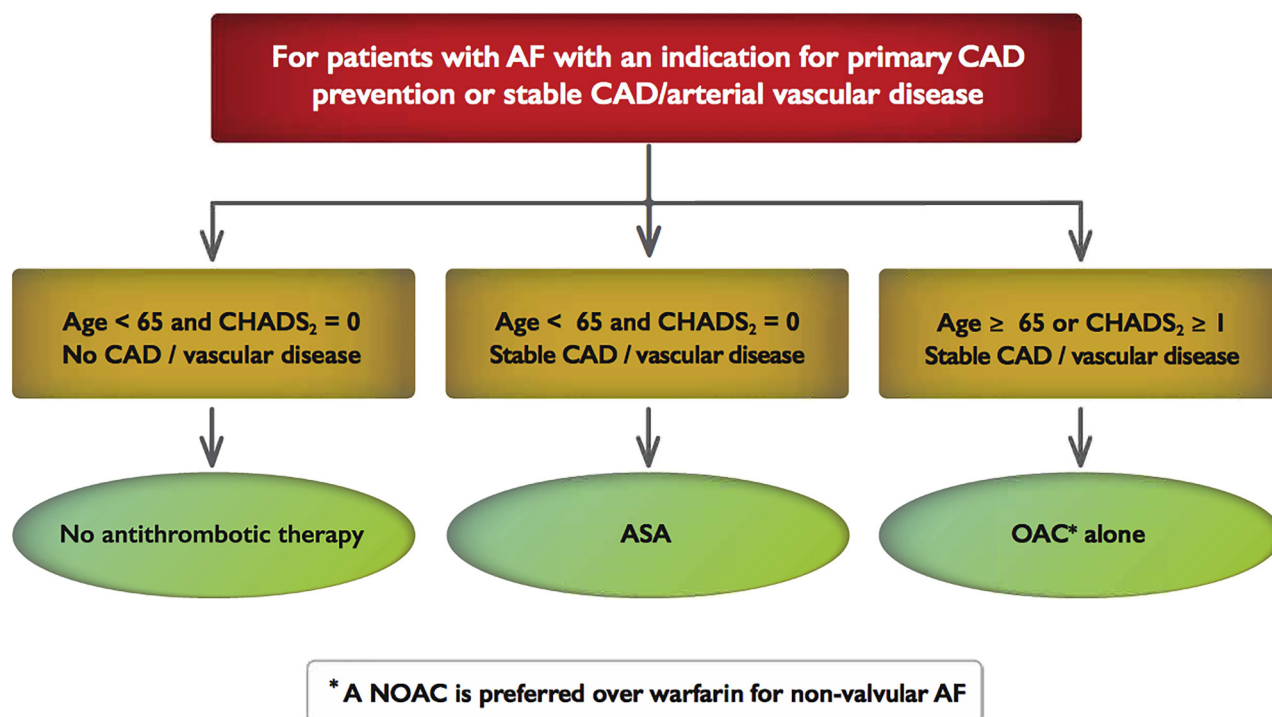 For patients with AF with an indication for primary CAD
prevention or stable CAD/arterial vascular disease
Age < 65 and CHADS₂ = 0
No CAD / vascular disease
Age < 65 and CHADS₂ = 0
Stable CAD / vascular disease
Age ≥ 65 or CHADS₂ ≥ 1
Stable CAD / vascular disease
No antithrombotic therapy
ASA
OAC* alone
* A NOAC is preferred over warfarin for non-valvular AF